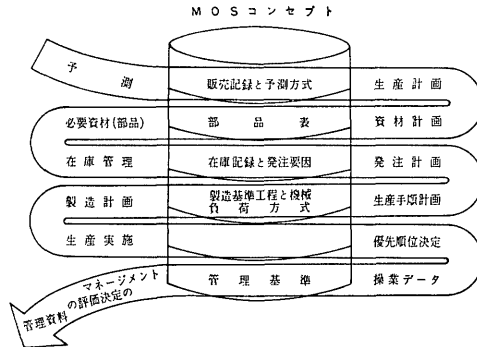 MOSコンセプト
予測 販売記録と予測方式 生産計画
必要資材(部品) 部品表 資材計画
在庫管理 在庫記録と発注要因 発注計画
製造計画 製造基準工程と機械負荷方式 生産手順計画
生産実施 優先順位決定
管理基準 操業データ
マネージメント
の評価決定の
管理資料